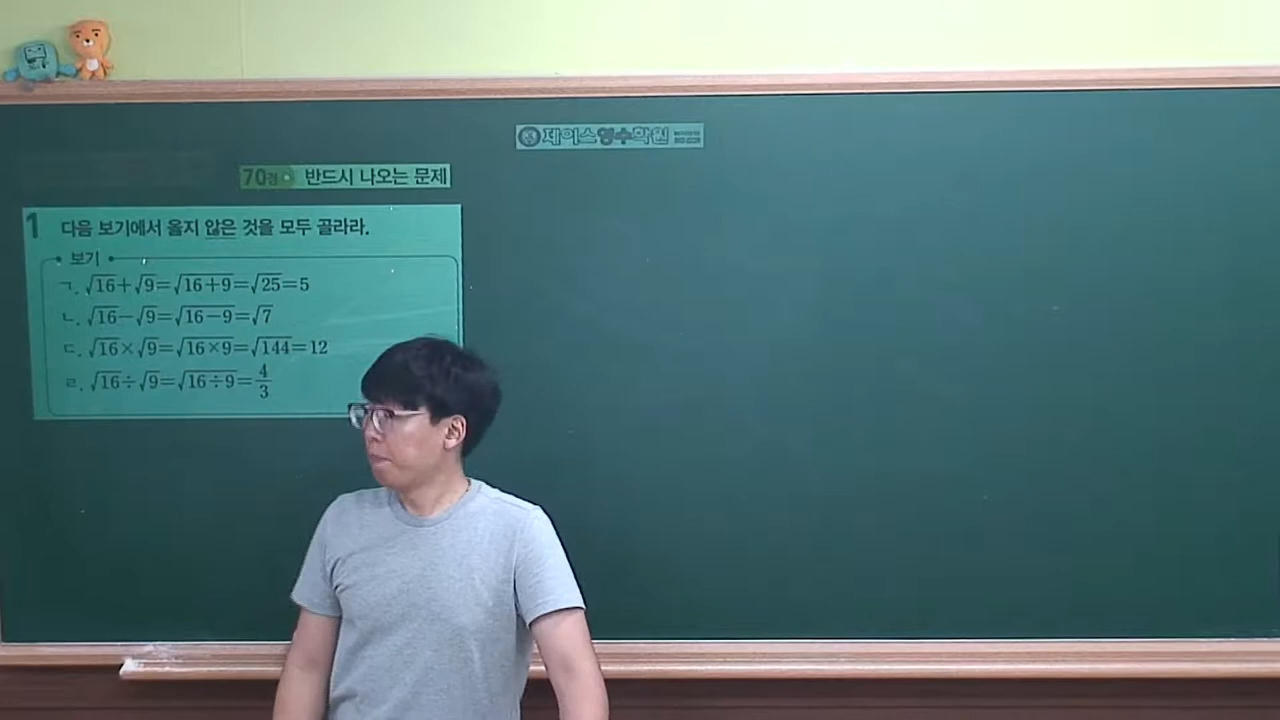 제이스영수학원
70점 반드시 나오는 문제
1 다음 보기에서 옳지 않은 것을 모두 골라라.
보기
ㄱ. √16+√9=√16+9=√25=5
ㄴ. √16−√9=√16−9=√7
ㄷ. √16×√9=√16×9=√144=12
ㄹ. √16÷√9=√16÷9=4/3